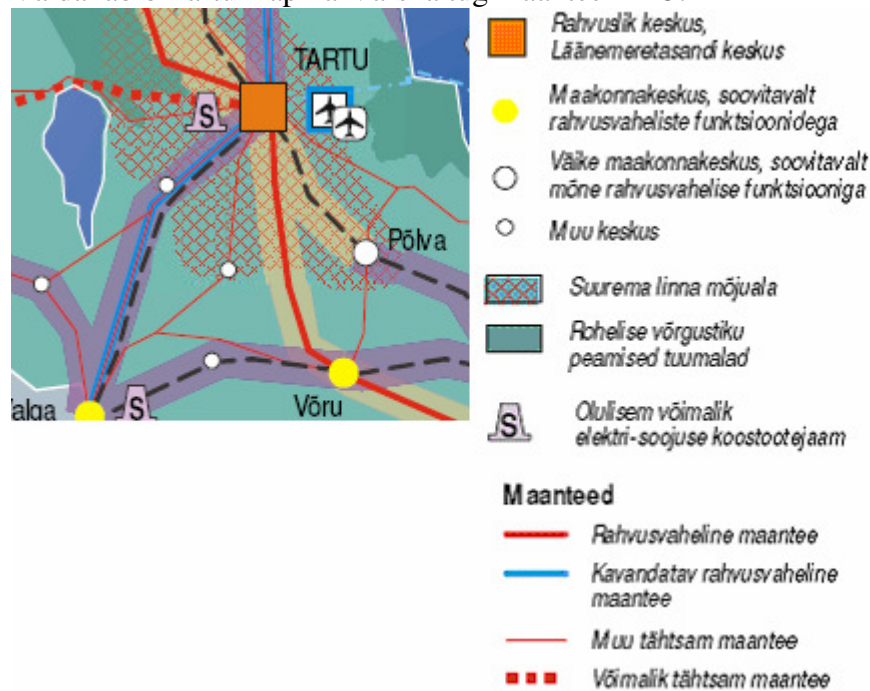 TARTU
Põlva
Võru
alga
S
S
Rahvuslik keskus,
Läänemeretasandi keskus
Maakonnakeskus, soovitavalt
rahvusvaheliste funktsioonidega
Väike maakonnakeskus, soovitavalt
mõne rahvusvahelise funktsiooniga
Muu keskus
Suurema linna mõjuala
Rohelise võrgustiku
peamised tuumalad
S
Olulisem võimalik
elektri-soojuse koostootejaam
Maanteed
Rahvusvaheline maantee
Kavandatav rahvusvaheline
maantee
Muu tähtsam maantee
Võimalik tähtsam maantee